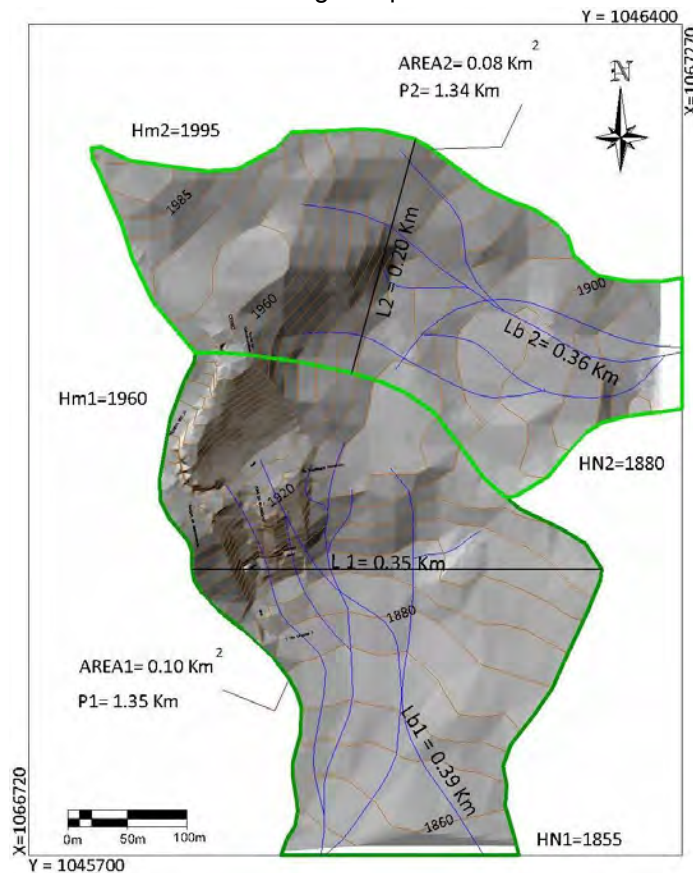 Y = 1046400
X=1067270
AREA2= 0.08 Km²
P2= 1.34 Km
N
Hm2=1995
1985
L2 = 0.20 Km
1960
1900
Lb 2= 0.36 Km
Hm1=1960
HN2=1880
1920
L 1= 0.35 Km
1880
AREA1= 0.10 Km²
P1= 1.35 Km
Lb1 = 0.39 Km
X=1066720
0m
50m
100m
1860
HN1=1855
Y = 1045700